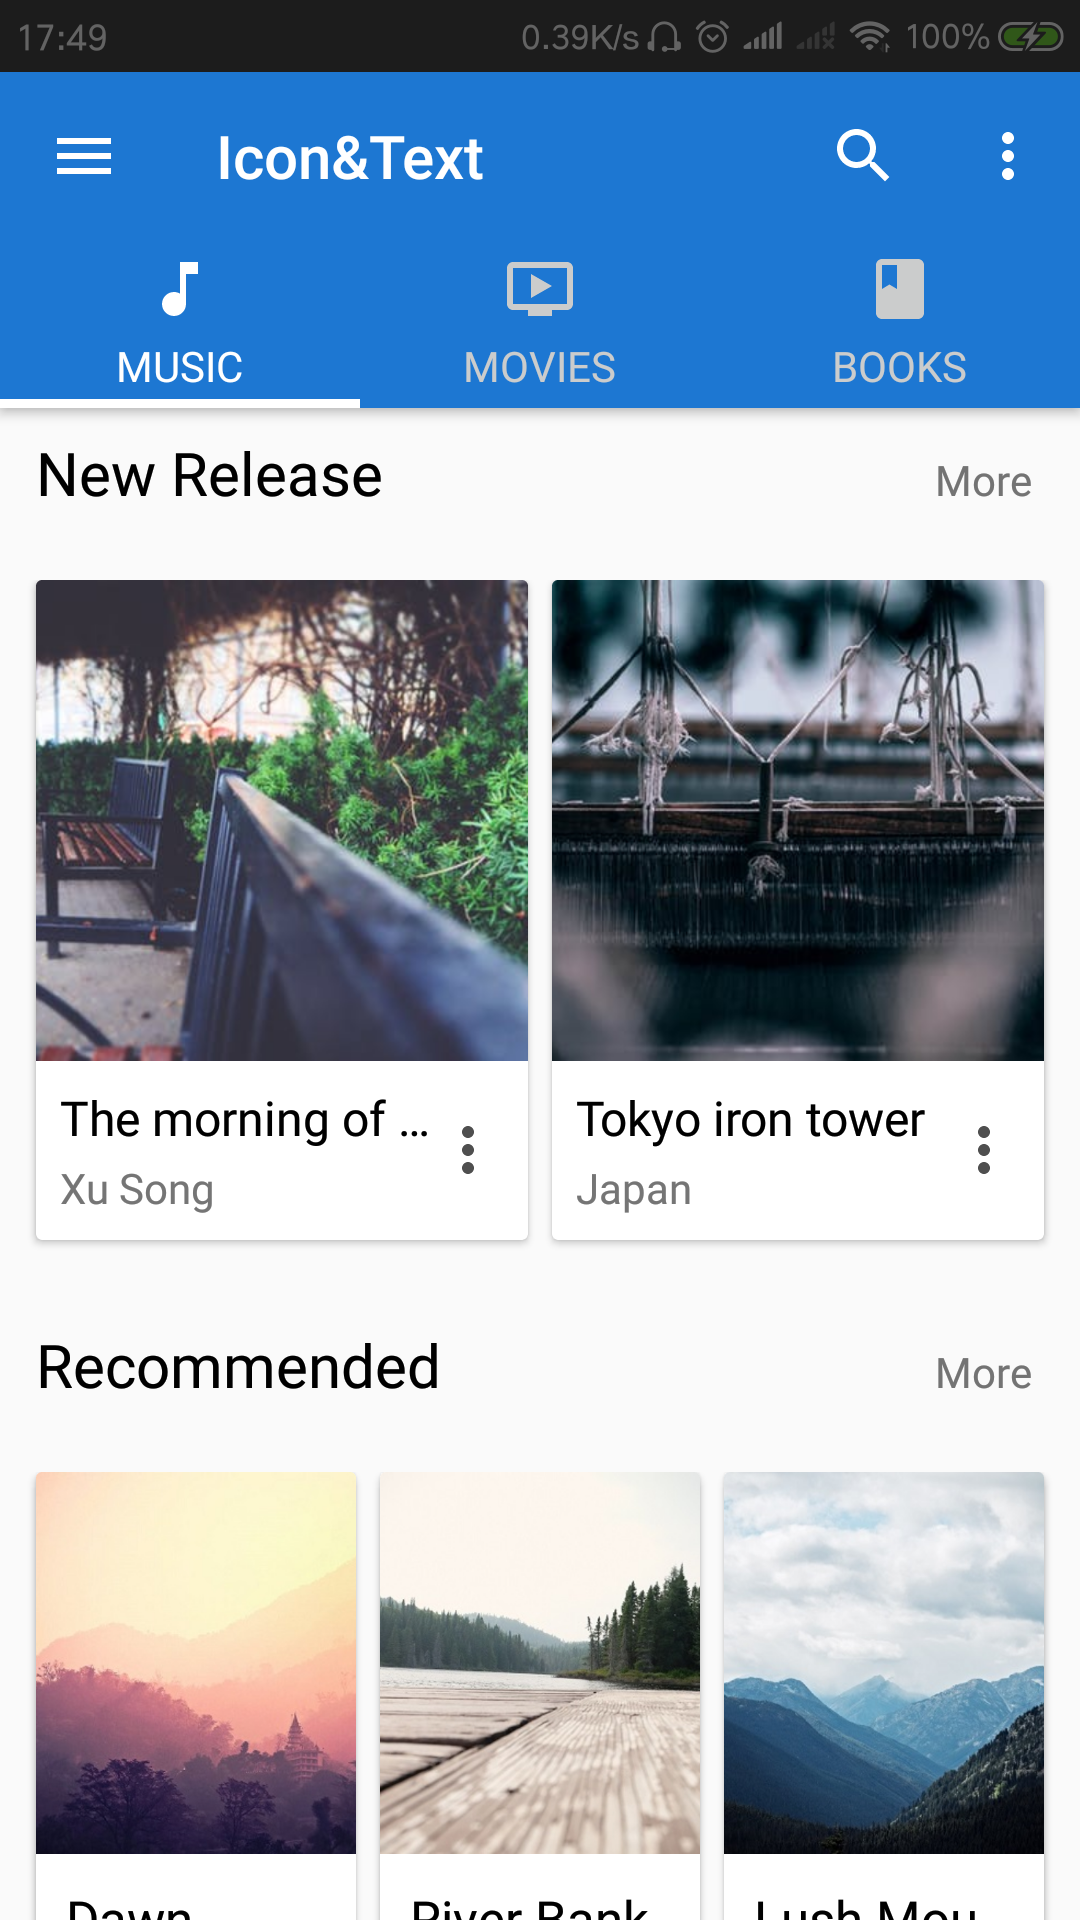 17:49 0.39K/s 100%
Icon&Text
MUSIC MOVIES BOOKS
New Release More
The morning of ... Tokyo iron tower
Xu Song Japan
Recommended More
Dawn River Bank Lush Mou